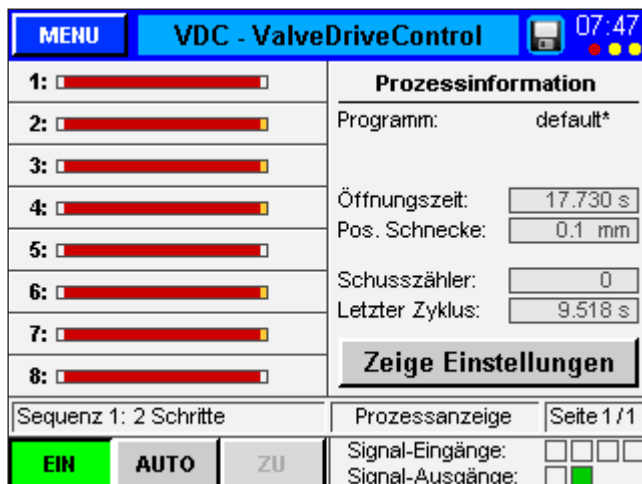 MENU VDC - ValveDriveControl 07:47
1:
2:
3:
4:
5:
6:
7:
8:
Prozessinformation
Programm: default*
Öffnungszeit: 17.730 s
Pos. Schnecke: 0.1 mm
Schusszähler: 0
Letzter Zyklus: 9.518 s
Zeige Einstellungen
Sequenz 1: 2 Schritte Prozessanzeige Seite 1/1
EIN AUTO ZU
Signal-Eingänge:
Signal-Ausgänge: